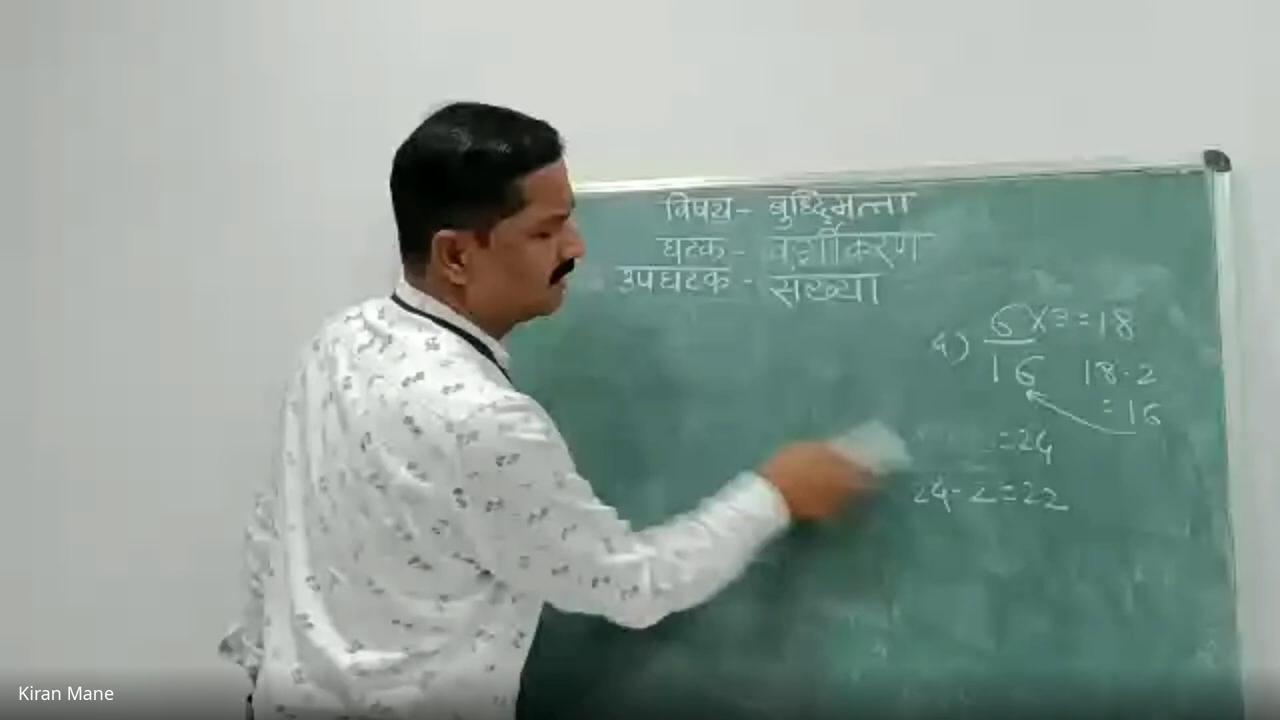 विषय - बुध्दिमत्ता
घटक - वर्गीकरण
उपघटक - संख्या
4) 6 × 3 = 18
16 18 - 2
= 16
= 24
24 - 2 = 22
Kiran Mane